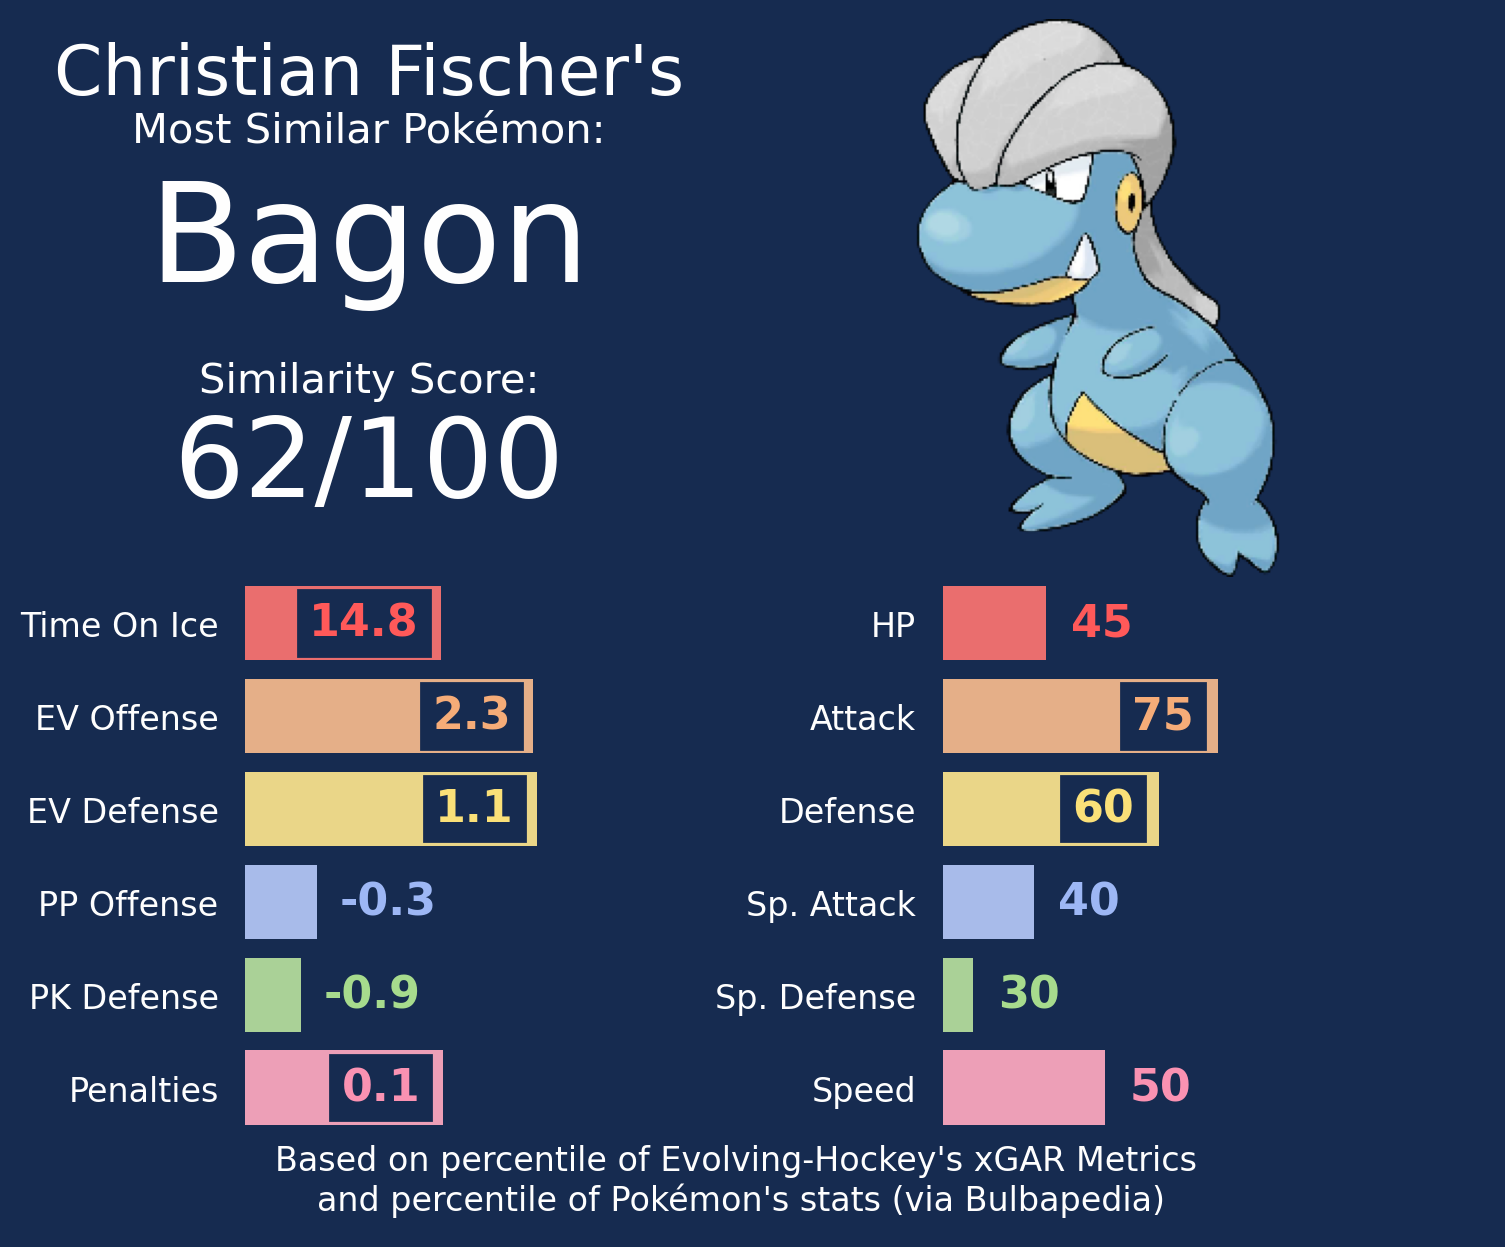 Christian Fischer's
Most Similar Pokémon:
Bagon
Similarity Score:
62/100
Time On Ice 14.8
EV Offense 2.3
EV Defense 1.1
PP Offense -0.3
PK Defense -0.9
Penalties 0.1
HP 45
Attack 75
Defense 60
Sp. Attack 40
Sp. Defense 30
Speed 50
Based on percentile of Evolving-Hockey's xGAR Metrics
and percentile of Pokémon's stats (via Bulbapedia)